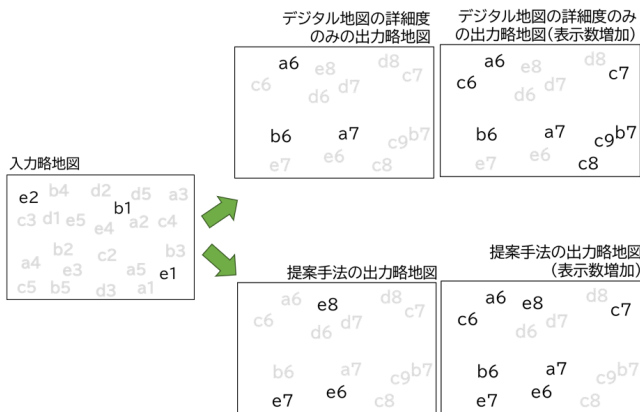 デジタル地図の詳細度
のみの出力略地図
a6 e8 d8
c6 d6 d7 c7
b6 a7 c9 b7
e7 e6 c8
デジタル地図の詳細度のみ
の出力略地図(表示数増加)
a6 e8 d8
c6 d6 d7 c7
b6 a7 c9 b7
e7 e6 c8
入力略地図
e2 b4 d2 d5 a3
b1
c3 d1 e5 e4 a2 c4
b2 c2 b3
a4 e3 a5 e1
c5 b5 d3 a1
提案手法の出力略地図
a6 e8 d8
c6 d6 d7 c7
b6 a7 c9 b7
e7 e6 c8
提案手法の出力略地図
(表示数増加)
a6 e8 d8
c6 d6 d7 c7
b6 a7 c9 b7
e7 e6 c8